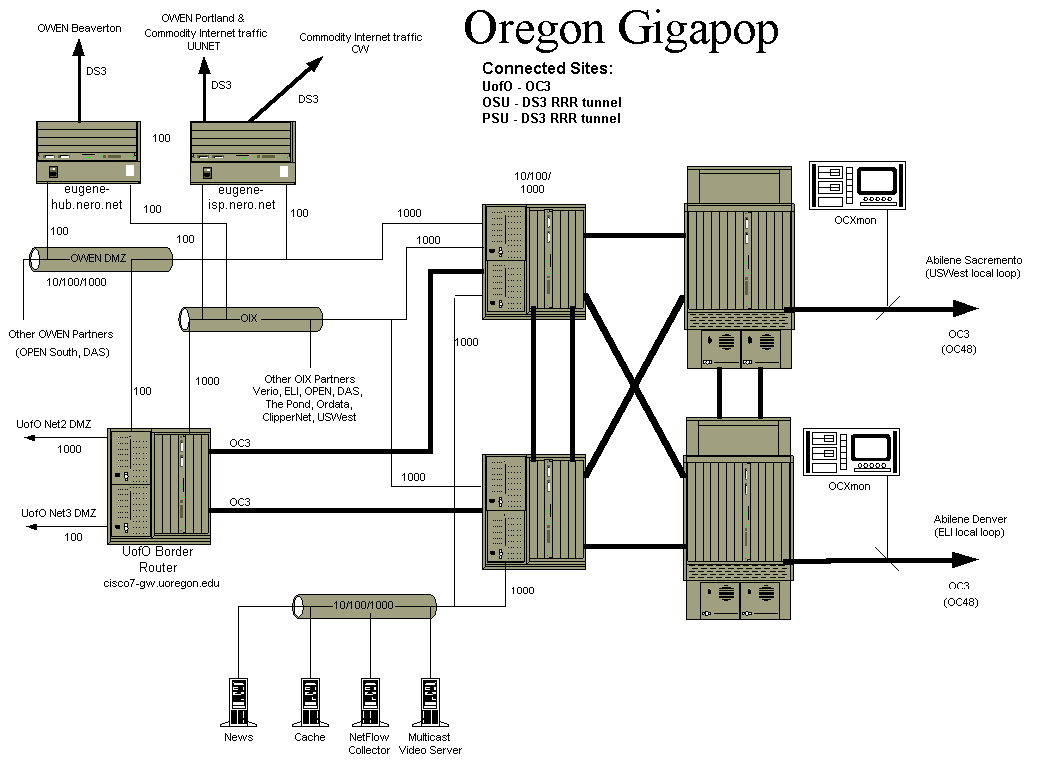 Oregon Gigapop
Connected Sites:
UofO - OC3
OSU - DS3 RRR tunnel
PSU - DS3 RRR tunnel
OWEN Beaverton
OWEN Portland &
Commodity Internet traffic
UUNET
Commodity Internet traffic
CW
DS3
DS3
DS3
100
eugene-
hub.nero.net
eugene-
isp.nero.net
100
100
100
100
OWEN DMZ
10/100/1000
Other OWEN Partners
(OPEN South, DAS)
OIX
Other OIX Partners
Verio, ELI, OPEN, DAS,
The Pond, Ordata,
ClipperNet, USWest
1000
1000
10/100/
1000
OCXmon
Abilene Sacremento
(USWest local loop)
OC3
(OC48)
1000
100
1000
UofO Net2 DMZ
1000
UofO Net3 DMZ
100
OC3
OC3
UofO Border
Router
cisco7-gw.uoregon.edu
1000
OCXmon
Abilene Denver
(ELI local loop)
OC3
(OC48)
1000
10/100/1000
News
Cache
NetFlow
Collector
Multicast
Video Server